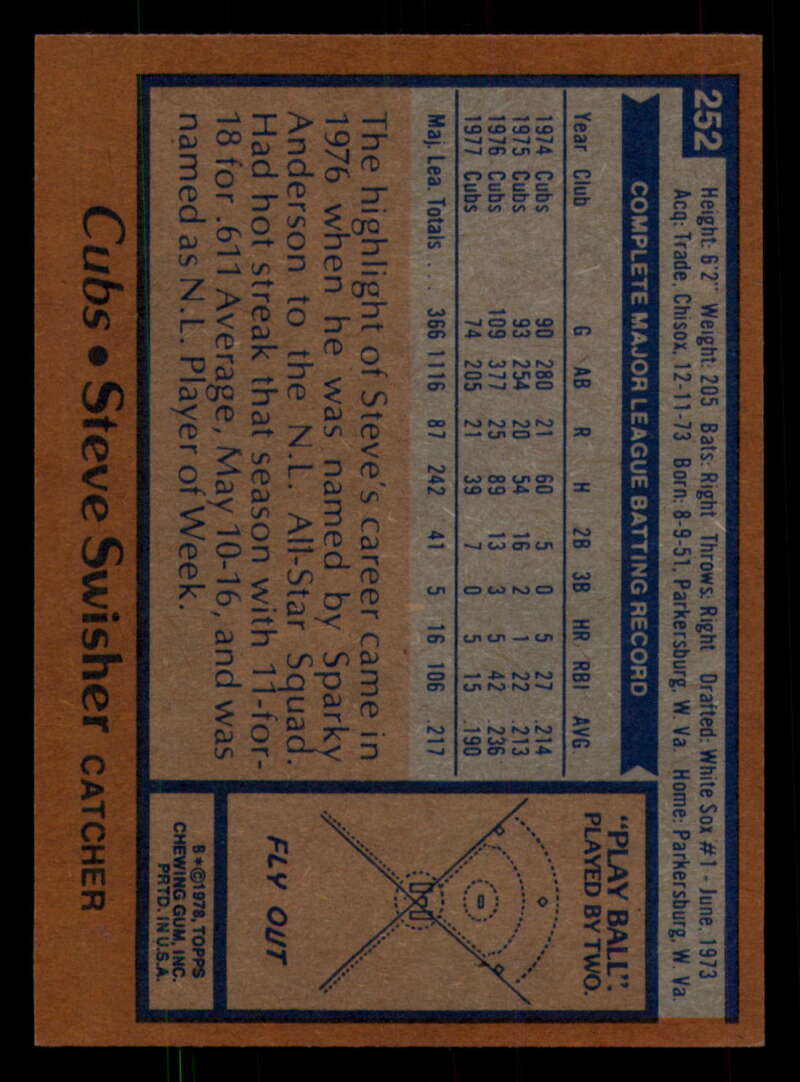 252
Height: 6'2" Weight: 205 Bats: Right Throws: Right Drafted: White Sox #1 - June, 1973
Acq: Trade, Chisox, 12-11-73 Born: 8-9-51, Parkersburg, W. Va. Home: Parkersburg, W. Va.
COMPLETE MAJOR LEAGUE BATTING RECORD
Year Club G AB R H 2B 3B HR RBI AVG.
1974 Cubs 90 280 21 60 5 0 5 27 .214
1975 Cubs 93 254 20 54 16 2 1 22 .213
1976 Cubs 109 377 25 89 13 3 5 42 .236
1977 Cubs 74 205 21 39 7 0 5 15 .190
Maj. Lea. Totals . . . 366 1116 87 242 41 5 16 106 .217
The highlight of Steve's career came in
1976 when he was named by Sparky
Anderson to the N.L. All-Star Squad.
Had hot streak that season with 11-for-
18 for .611 Average, May 10-16, and was
named as N.L. Player of Week.
"PLAY BALL".
PLAYED BY TWO.
FLY OUT
B*©1978, TOPPS
CHEWING GUM, INC.
PRTD. IN U.S.A.
Cubs • Steve Swisher CATCHER